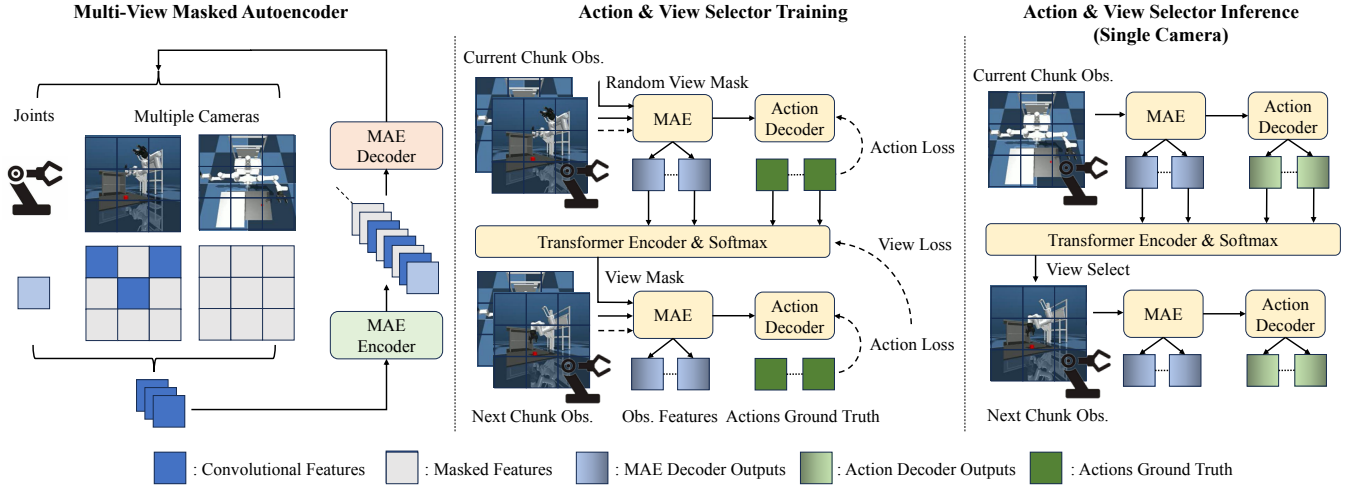 Multi-View Masked Autoencoder
Joints
Multiple Cameras
MAE
Decoder
MAE
Encoder
Action & View Selector Training
Current Chunk Obs.
Random View Mask
MAE
Action
Decoder
Action Loss
Transformer Encoder & Softmax
View Loss
View Mask
MAE
Action
Decoder
Action Loss
Next Chunk Obs.
Obs. Features
Actions Ground Truth
Action & View Selector Inference
(Single Camera)
Current Chunk Obs.
MAE
Action
Decoder
Transformer Encoder & Softmax
View Select
MAE
Action
Decoder
Next Chunk Obs.
: Convolutional Features
: Masked Features
: MAE Decoder Outputs
: Action Decoder Outputs
: Actions Ground Truth